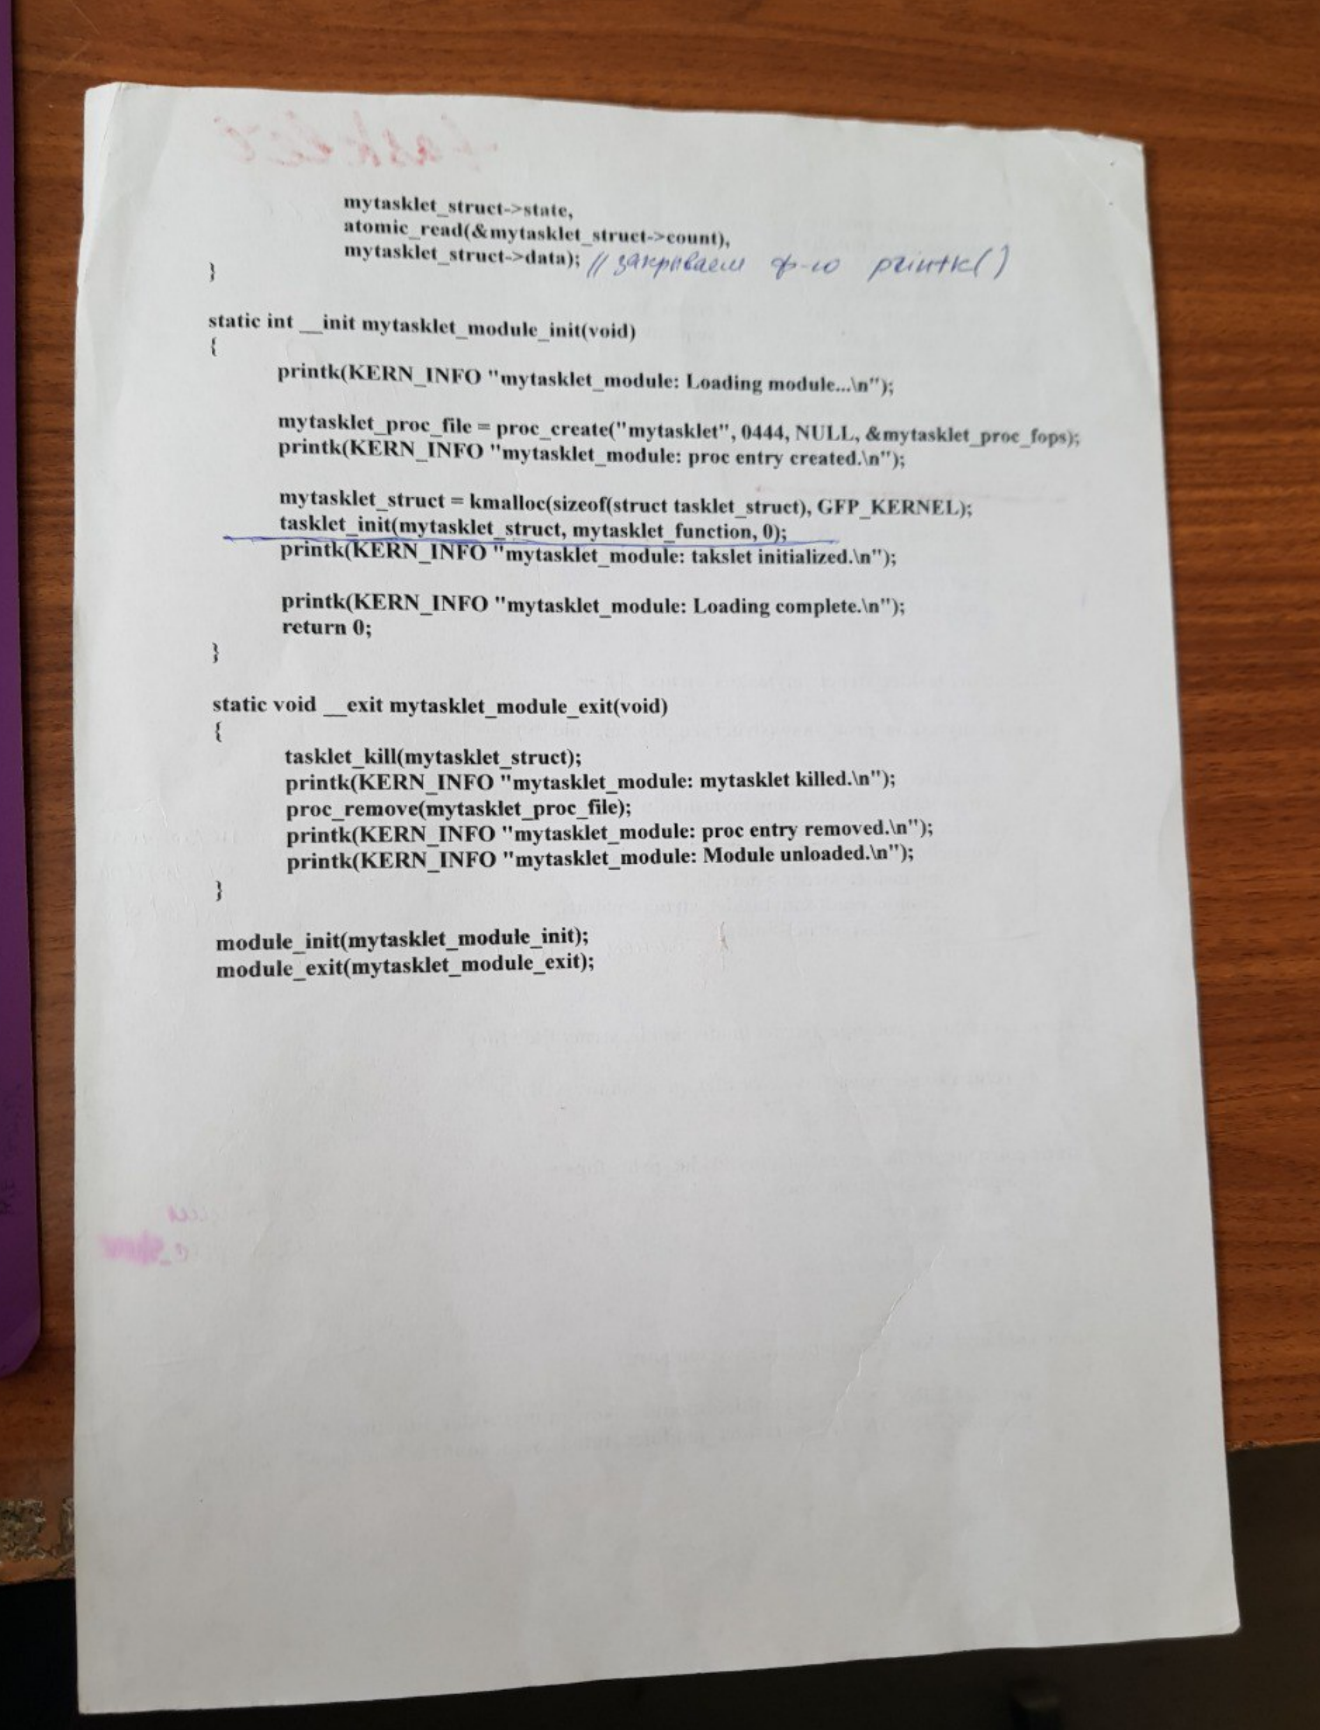 mytasklet_struct->state,
atomic_read(&mytasklet_struct->count),
mytasklet_struct->data); // закрываем ф-ю printk()
}
static int __init mytasklet_module_init(void)
{
printk(KERN_INFO "mytasklet_module: Loading module...\n");
mytasklet_proc_file = proc_create("mytasklet", 0444, NULL, &mytasklet_proc_fops);
printk(KERN_INFO "mytasklet_module: proc entry created.\n");
mytasklet_struct = kmalloc(sizeof(struct tasklet_struct), GFP_KERNEL);
tasklet_init(mytasklet_struct, mytasklet_function, 0);
printk(KERN_INFO "mytasklet_module: takslet initialized.\n");
printk(KERN_INFO "mytasklet_module: Loading complete.\n");
return 0;
}
static void __exit mytasklet_module_exit(void)
{
tasklet_kill(mytasklet_struct);
printk(KERN_INFO "mytasklet_module: mytasklet killed.\n");
proc_remove(mytasklet_proc_file);
printk(KERN_INFO "mytasklet_module: proc entry removed.\n");
printk(KERN_INFO "mytasklet_module: Module unloaded.\n");
}
module_init(mytasklet_module_init);
module_exit(mytasklet_module_exit);